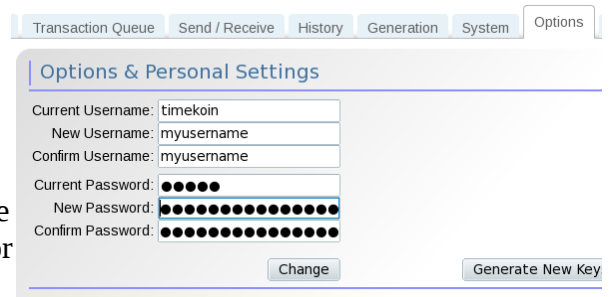 Transaction Queue Send / Receive History Generation System Options
Options & Personal Settings
Current Username: timekoin
New Username: myusername
Confirm Username: myusername
Current Password: ●●●●●
e New Password: ●●●●●●●●●●●●●●●
or Confirm Password: ●●●●●●●●●●●●●●●
Change Generate New Key